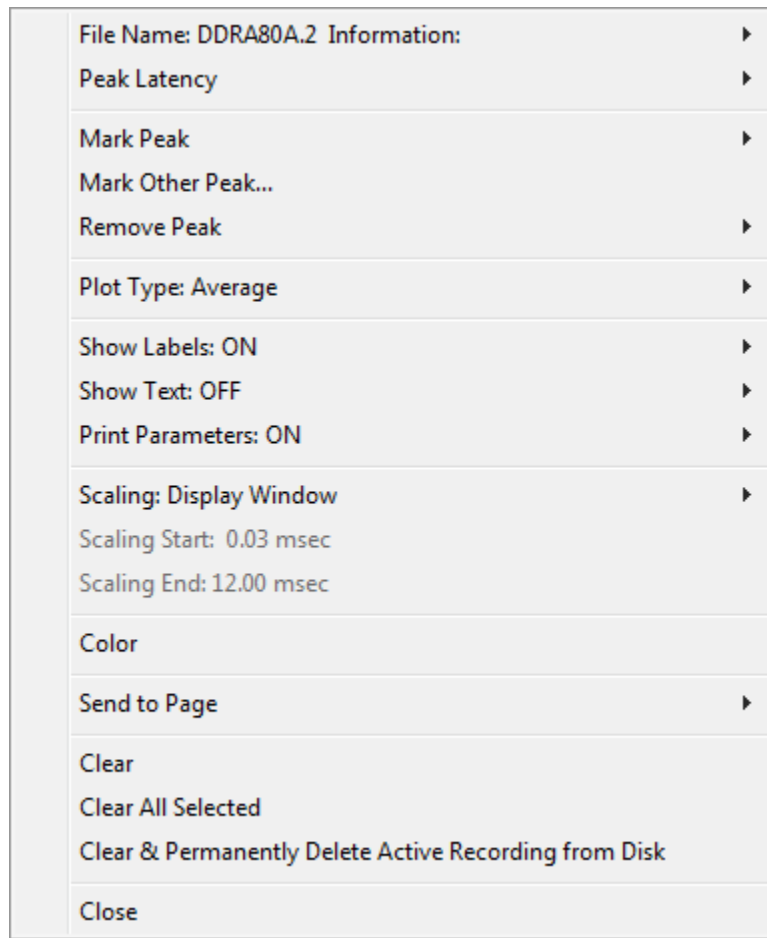 File Name: DDRA80A.2  Information:
Peak Latency
Mark Peak
Mark Other Peak...
Remove Peak
Plot Type: Average
Show Labels: ON
Show Text: OFF
Print Parameters: ON
Scaling: Display Window
Scaling Start:  0.03 msec
Scaling End: 12.00 msec
Color
Send to Page
Clear
Clear All Selected
Clear & Permanently Delete Active Recording from Disk
Close